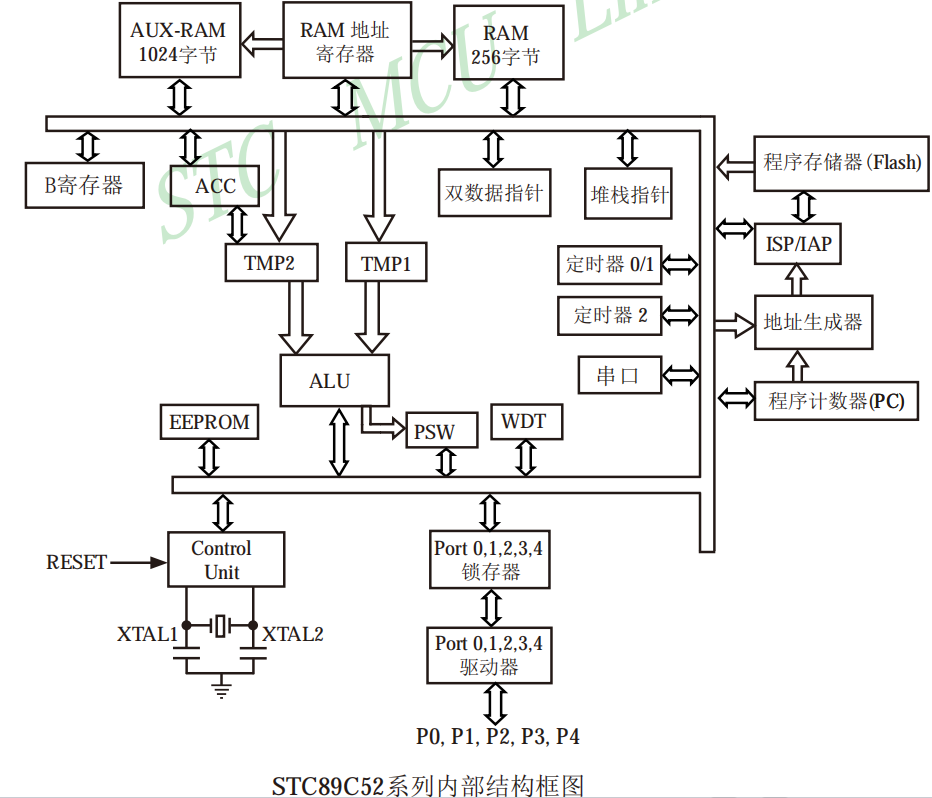 AUX-RAM
1024字节
RAM 地址
寄存器
RAM
256字节
STC MCU
B寄存器
ACC
双数据指针
堆栈指针
程序存储器(Flash)
ISP/IAP
TMP2
TMP1
定时器 0/1
定时器 2
地址生成器
串口
程序计数器(PC)
ALU
EEPROM
PSW
WDT
RESET
Control
Unit
Port 0,1,2,3,4
锁存器
XTAL1
XTAL2
Port 0,1,2,3,4
驱动器
P0, P1, P2, P3, P4
STC89C52系列内部结构框图